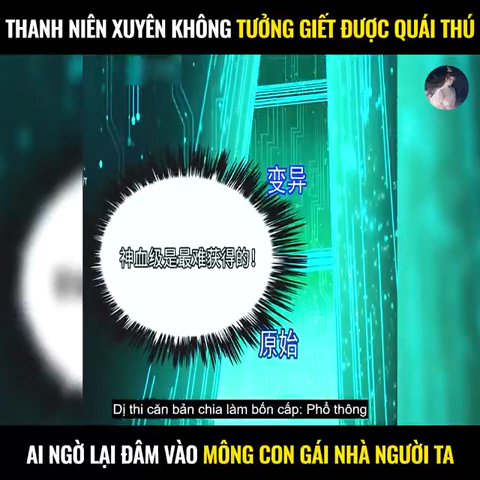 THANH NIÊN XUYÊN KHÔNG TƯỞNG GIẾT ĐƯỢC QUÁI THÚ
变异
神血级是最难获得的!
原始
Dị thi căn bản chia làm bốn cấp: Phổ thông
AI NGỜ LẠI ĐÂM VÀO MÔNG CON GÁI NHÀ NGƯỜI TA